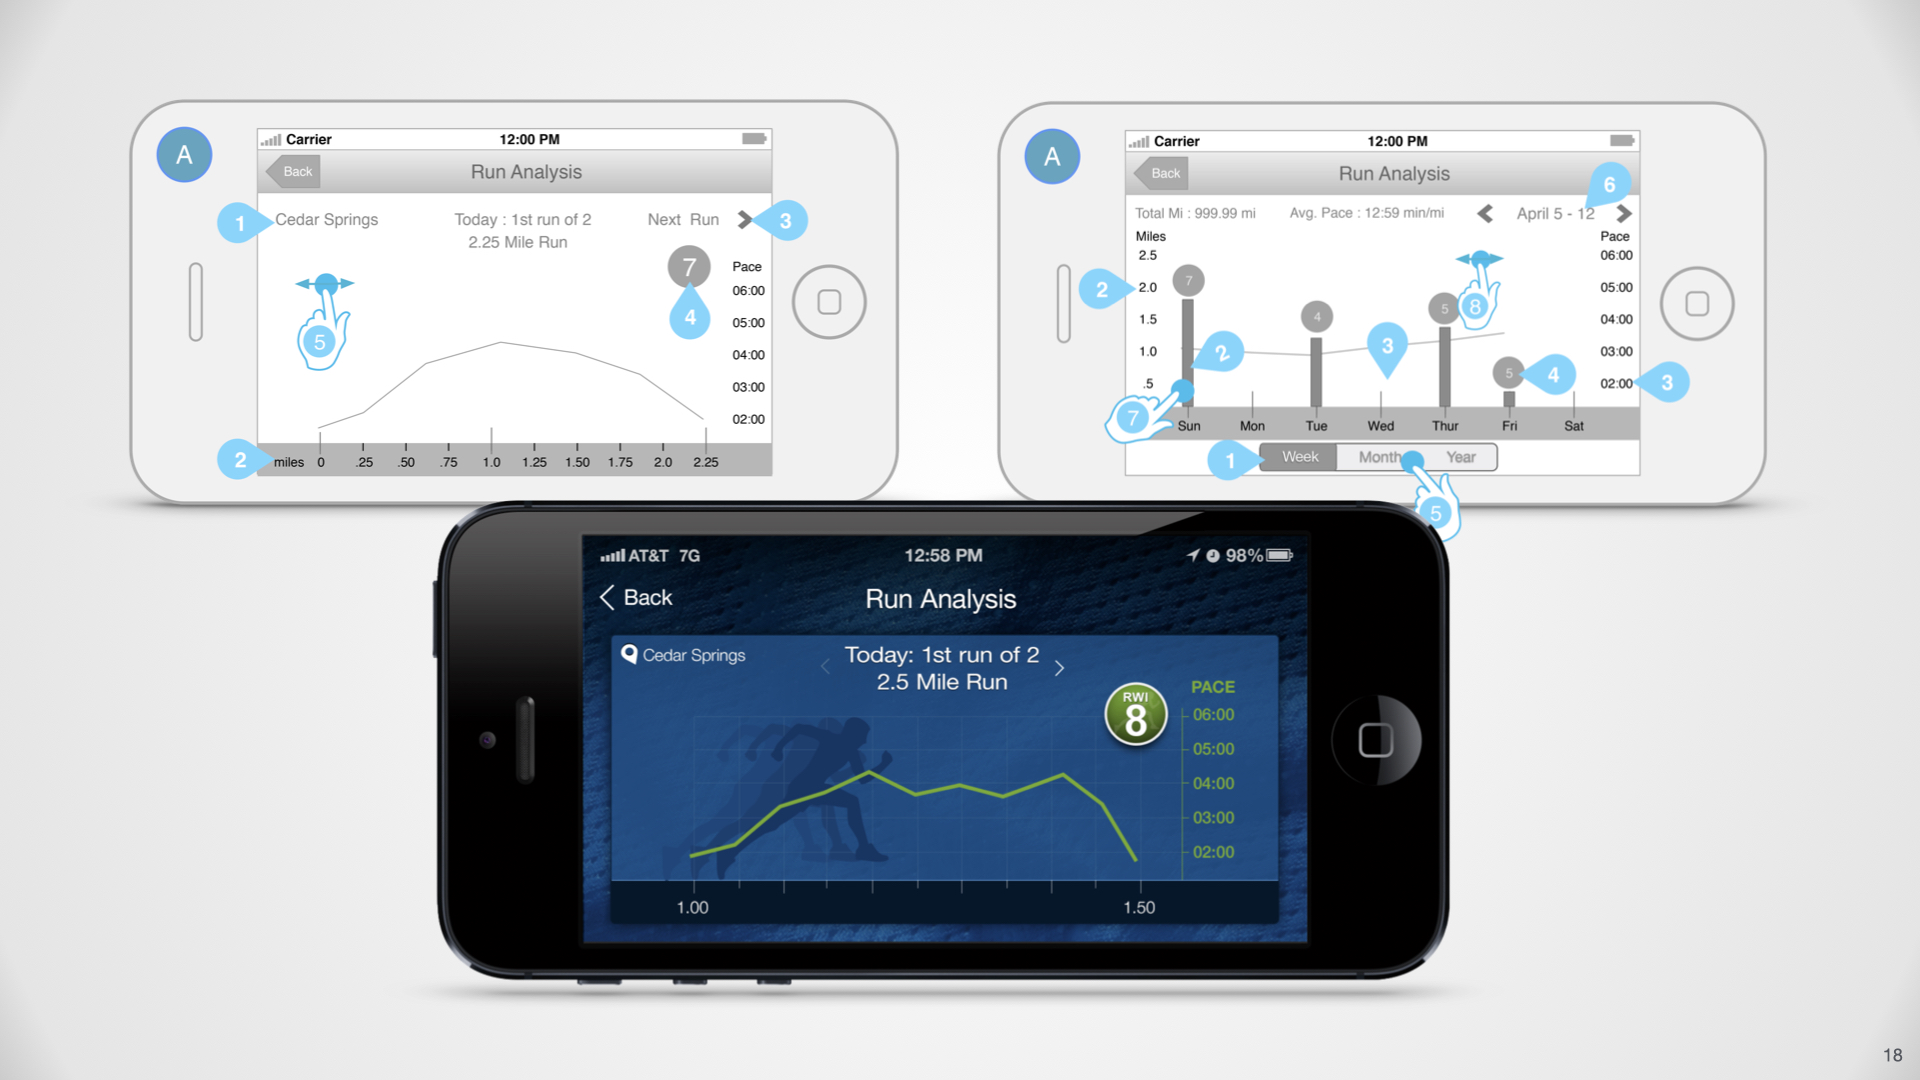 A
Carrier 12:00 PM
Back Run Analysis
1 Cedar Springs Today : 1st run of 2 Next Run 3
2.25 Mile Run
7 Pace
06:00
4
05:00
5
04:00
03:00
02:00
2 miles 0 .25 .50 .75 1.0 1.25 1.50 1.75 2.0 2.25
A
Carrier 12:00 PM
Back Run Analysis
6
Total Mi : 999.99 mi Avg. Pace : 12:59 min/mi April 5 - 12
Miles Pace
2.5 06:00
7
2 2.0 05:00
5 8
1.5 4 04:00
1.0 2 3 03:00
5 4
.5 02:00 3
7
Sun Mon Tue Wed Thur Fri Sat
1 Week Month Year
5
AT&T 7G 12:58 PM 98%
Back Run Analysis
Cedar Springs Today: 1st run of 2
2.5 Mile Run
PACE
RWI
8
06:00
05:00
04:00
03:00
02:00
1.00 1.50
18